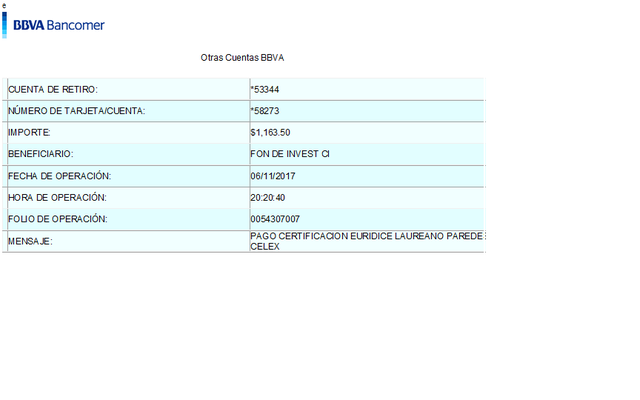 e
BBVA Bancomer
Otras Cuentas BBVA
CUENTA DE RETIRO: *53344
NÚMERO DE TARJETA/CUENTA: *58273
IMPORTE: $1,163.50
BENEFICIARIO: FON DE INVEST CI
FECHA DE OPERACIÓN: 06/11/2017
HORA DE OPERACIÓN: 20:20:40
FOLIO DE OPERACIÓN: 0054307007
MENSAJE: PAGO CERTIFICACION EURIDICE LAUREANO PAREDE
CELEX